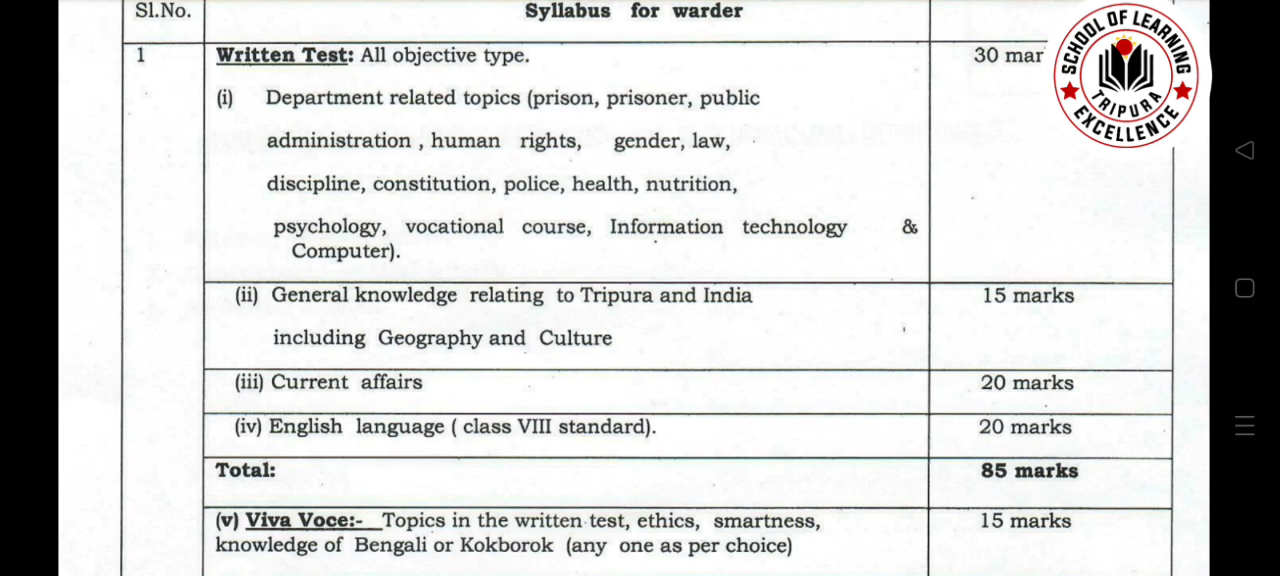 Sl.No. Syllabus for warder
1 Written Test: All objective type. 30 mar
(i) Department related topics (prison, prisoner, public
administration , human rights, gender, law,
discipline, constitution, police, health, nutrition,
psychology, vocational course, Information technology &
Computer).
(ii) General knowledge relating to Tripura and India 15 marks
including Geography and Culture
(iii) Current affairs 20 marks
(iv) English language ( class VIII standard). 20 marks
Total: 85 marks
(v) Viva Voce:- Topics in the written test, ethics, smartness, 15 marks
knowledge of Bengali or Kokborok (any one as per choice)
SCHOOL OF LEARNING
TRIPURA
EXCELLENCE